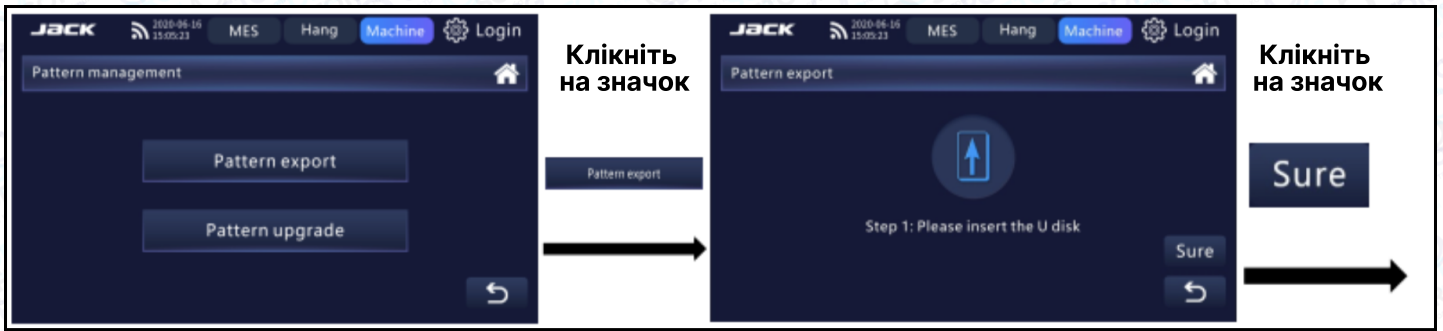 JACK 2020-06-16 15:05:23 MES Hang Machine Login
Pattern management
Pattern export
Pattern upgrade
Клікніть
на значок
Pattern export
JACK 2020-06-16 15:05:23 MES Hang Machine Login
Pattern export
Step 1: Please insert the U disk
Sure
Клікніть
на значок
Sure